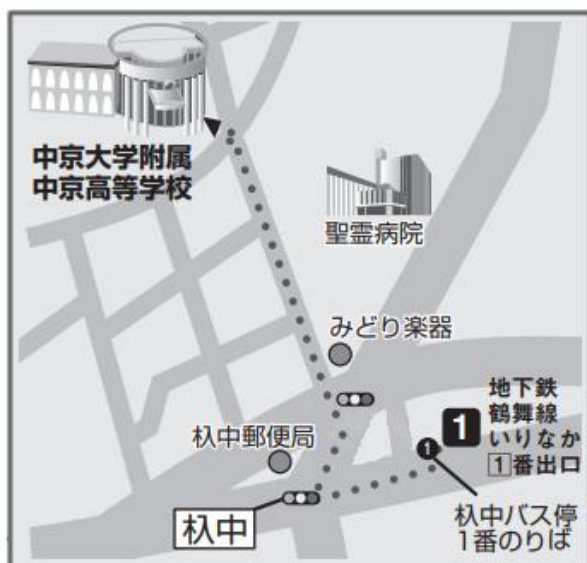 中京大学附属
中京高等学校
聖霊病院
みどり楽器
地下鉄
鶴舞線
いりなか
1番出口
1
1
杁中郵便局
杁中
杁中バス停
1番のりば